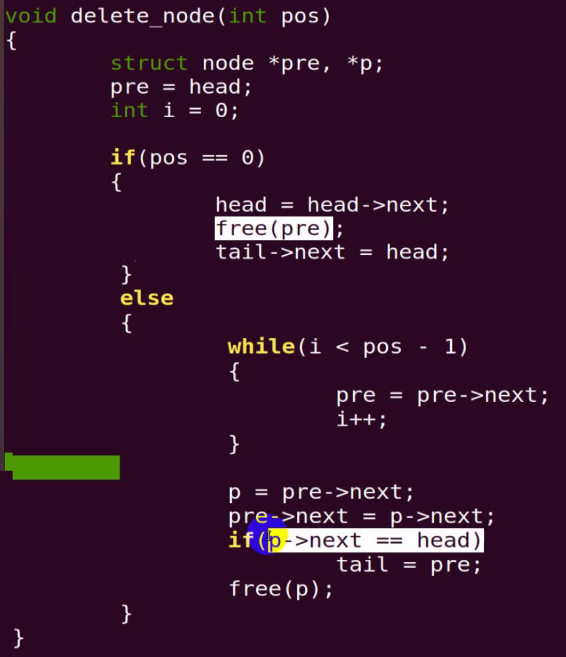 void delete_node(int pos)
{
struct node *pre, *p;
pre = head;
int i = 0;
if(pos == 0)
{
head = head->next;
free(pre);
tail->next = head;
}
else
{
while(i < pos - 1)
{
pre = pre->next;
i++;
}
p = pre->next;
pre->next = p->next;
if(p->next == head)
tail = pre;
free(p);
}
}